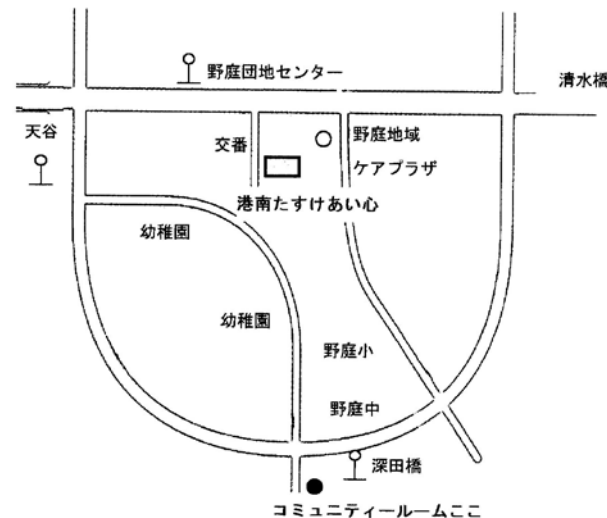 野庭団地センター
清水橋
天谷
交番
野庭地域
ケアプラザ
港南たすけあい心
幼稚園
幼稚園
野庭小
野庭中
深田橋
コミュニティールームここ